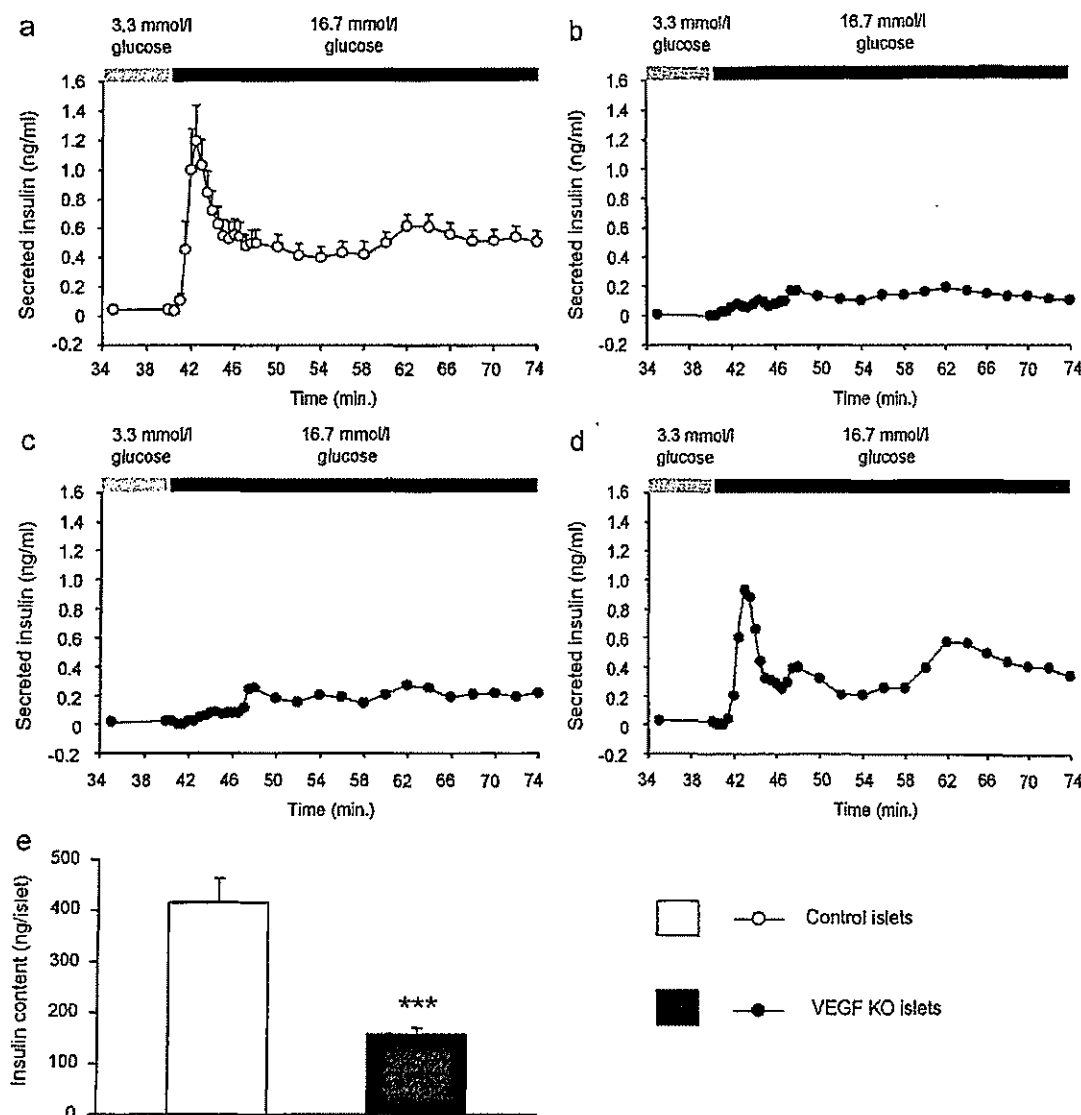 a
3.3 mmol/l
glucose
16.7 mmol/l
glucose
1.6
1.4
1.2
1.0
0.8
0.6
0.4
0.2
0
-0.2
Secreted insulin (ng/ml)
34 38 42 46 50 54 58 62 66 70 74
Time (min.)
b
3.3 mmol/l
glucose
16.7 mmol/l
glucose
1.6
1.4
1.2
1.0
0.8
0.6
0.4
0.2
0
-0.2
Secreted insulin (ng/ml)
34 38 42 46 50 54 58 62 66 70 74
Time (min.)
c
3.3 mmol/l
glucose
16.7 mmol/l
glucose
1.6
1.4
1.2
1.0
0.8
0.6
0.4
0.2
0
-0.2
Secreted insulin (ng/ml)
34 38 42 46 50 54 58 62 66 70 74
Time (min.)
d
3.3 mmol/l
glucose
16.7 mmol/l
glucose
1.6
1.4
1.2
1.0
0.8
0.6
0.4
0.2
0
-0.2
Secreted insulin (ng/ml)
34 38 42 46 50 54 58 62 66 70 74
Time (min.)
e
500
400
300
200
100
0
Insulin content (ng/islet)
***
Control islets
VEGF KO islets